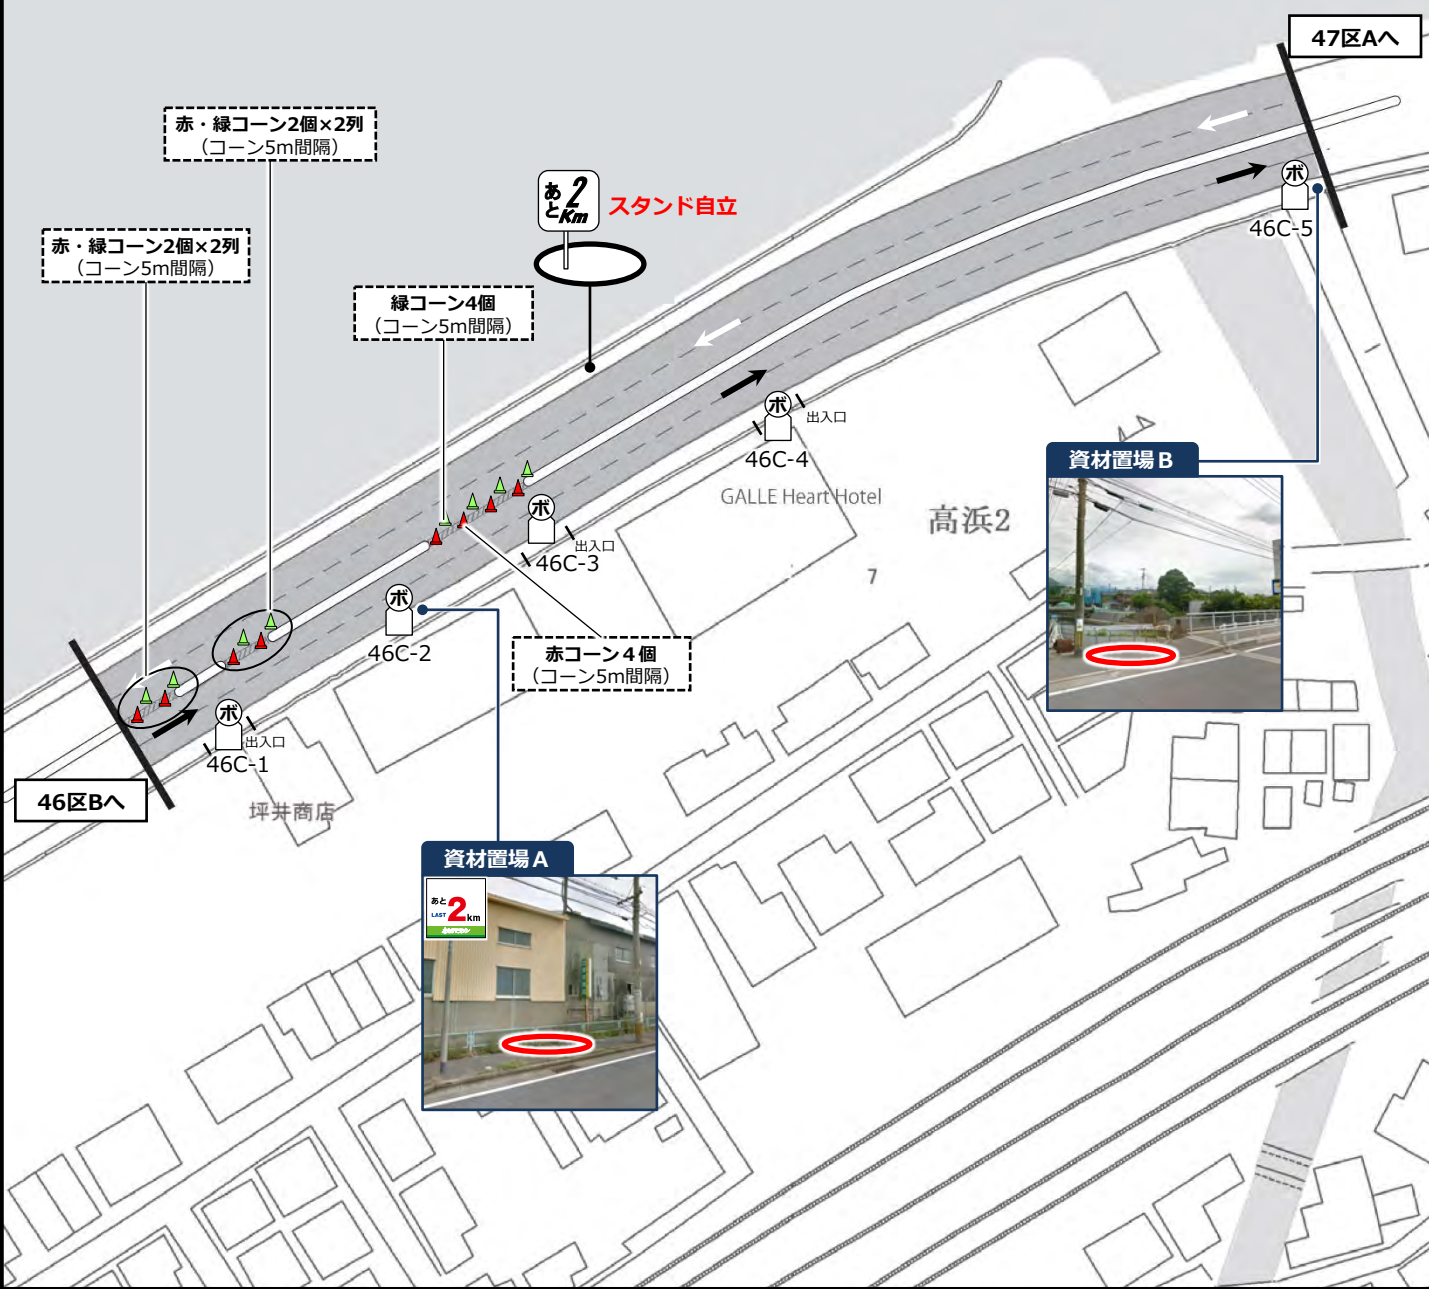 47区Aへ
赤・緑コーン2個×2列
（コーン5m間隔）
あと2Km
スタンド自立
ボ
46C-5
赤・緑コーン2個×2列
（コーン5m間隔）
緑コーン4個
（コーン5m間隔）
ボ
出入口
46C-4
資材置場B
GALLE Heart Hotel
高浜2
ボ
出入口
46C-3
7
ボ
46C-2
赤コーン４個
（コーン5m間隔）
ボ
出入口
46C-1
46区Bへ
坪井商店
資材置場A
あと
LAST
2km